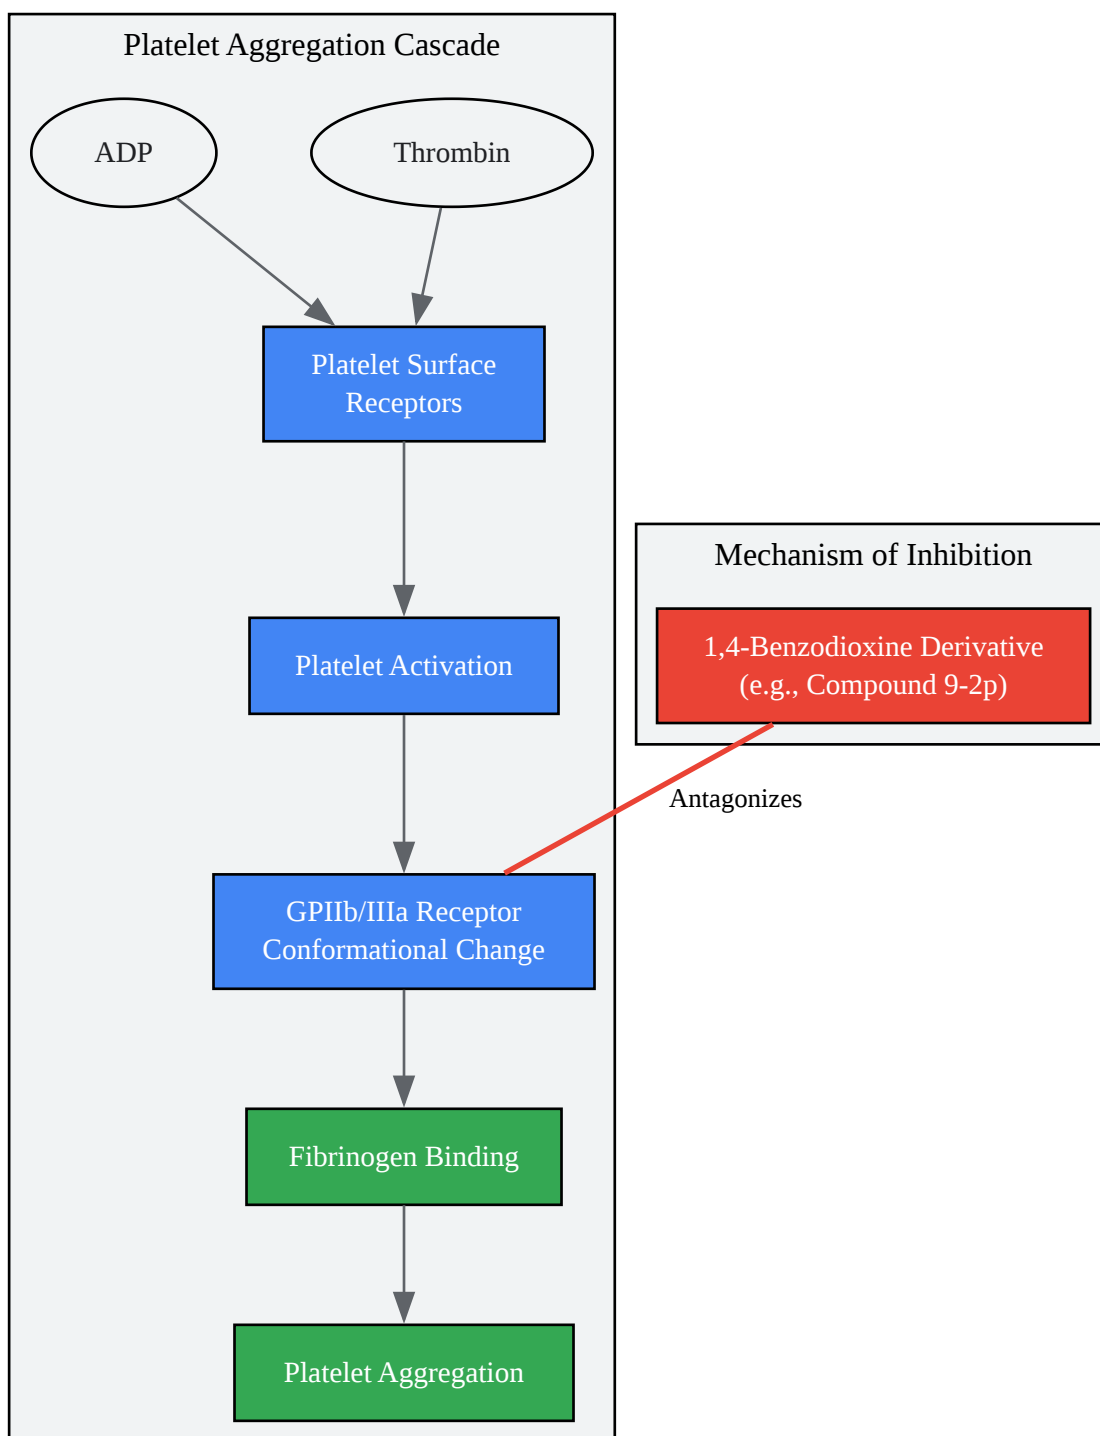 Platelet Aggregation Cascade
ADP
Thrombin
Platelet Surface
Receptors
Platelet Activation
Mechanism of Inhibition
1,4-Benzodioxine Derivative
(e.g., Compound 9-2p)
Antagonizes
GPIIb/IIIa Receptor
Conformational Change
Fibrinogen Binding
Platelet Aggregation